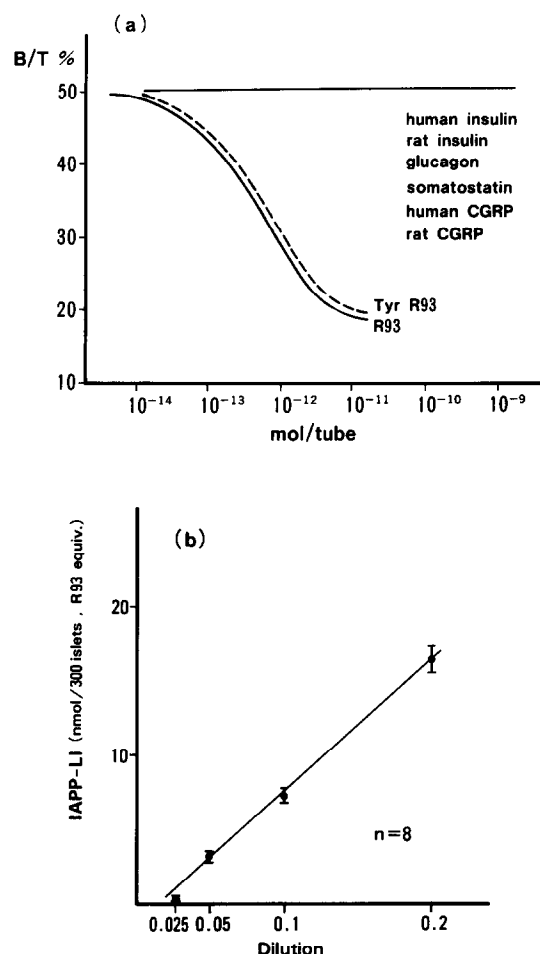 (a)
B/T %
50
40
30
20
10
human insulin
rat insulin
glucagon
somatostatin
human CGRP
rat CGRP
Tyr R93
R93
10⁻¹⁴ 10⁻¹³ 10⁻¹² 10⁻¹¹ 10⁻¹⁰ 10⁻⁹
mol/tube
(b)
IAPP-LI (nmol/300 islets , R93 equiv.)
20
10
n=8
0.025 0.05 0.1 0.2
Dilution